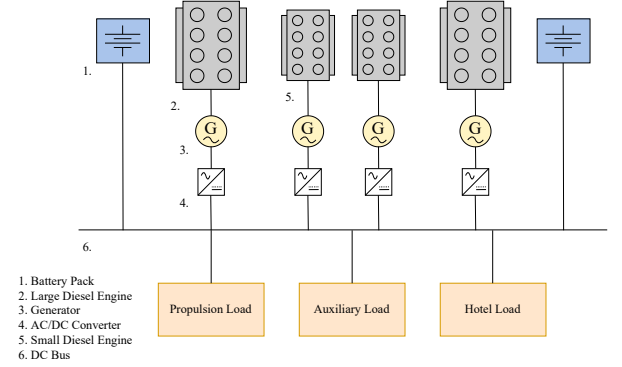 1.
2.
5.
G
G
G
G
3.
4.
6.
1. Battery Pack
2. Large Diesel Engine
3. Generator
4. AC/DC Converter
5. Small Diesel Engine
6. DC Bus
Propulsion Load
Auxiliary Load
Hotel Load